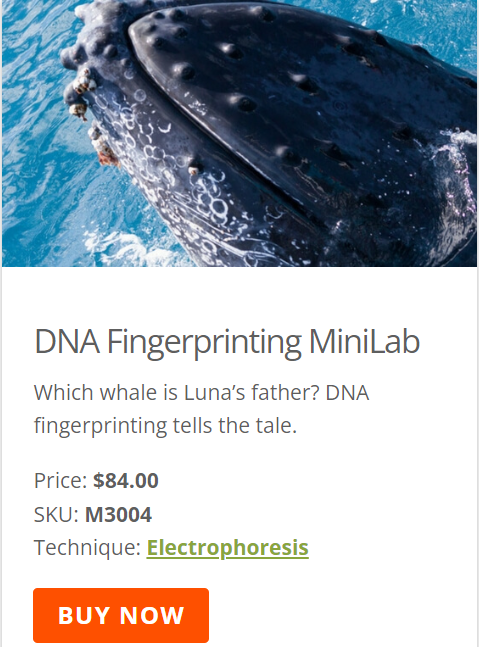 DNA Fingerprinting MiniLab
Which whale is Luna’s father? DNA
fingerprinting tells the tale.
Price: $84.00
SKU: M3004
Technique: Electrophoresis
BUY NOW